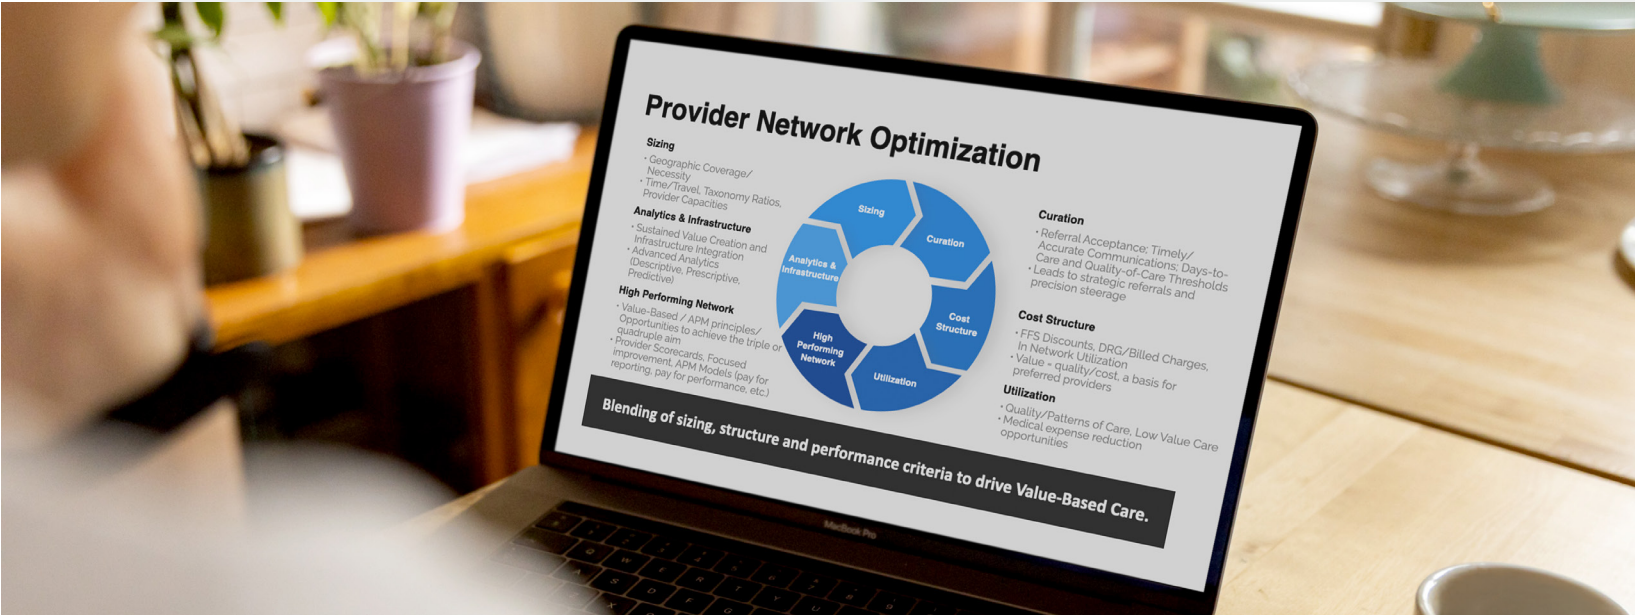 Provider Network Optimization
Sizing
• Geographic Coverage/
Necessity
• Time/Travel, Taxonomy Ratios,
Provider Capacities
Analytics & Infrastructure
• Sustained Value Creation and
Infrastructure Integration
• Advanced Analytics
(Descriptive, Prescriptive,
Predictive)
High Performing Network
• Value-Based / APM principles/
Opportunities to achieve the triple or
quadruple aim
• Provider Scorecards, Focused
improvement, APM Models (pay for
reporting, pay for performance, etc.)
Sizing
Curation
Cost
Structure
Utilization
High
Performing
Network
Analytics &
Infrastructure
Curation
• Referral Acceptance; Timely/
Accurate Communications; Days-to-
Care and Quality-of-Care Thresholds
• Leads to strategic referrals and
precision steerage
Cost Structure
• FFS Discounts, DRG/Billed Charges,
In Network Utilization
• Value = quality/cost, a basis for
preferred providers
Utilization
• Quality/Patterns of Care, Low Value Care
• Medical expense reduction
opportunities
Blending of sizing, structure and performance criteria to drive Value-Based Care.
MacBook Pro